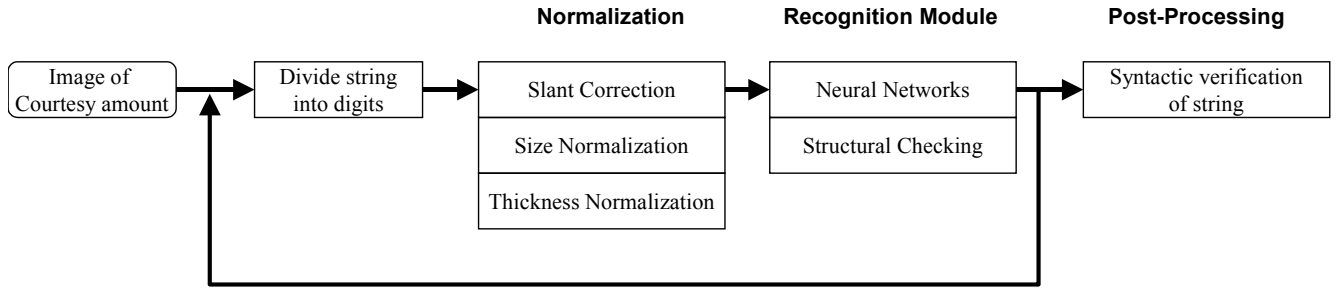 Normalization
Recognition Module
Post-Processing
Image of
Courtesy amount
Divide string
into digits
Slant Correction
Size Normalization
Thickness Normalization
Neural Networks
Structural Checking
Syntactic verification
of string